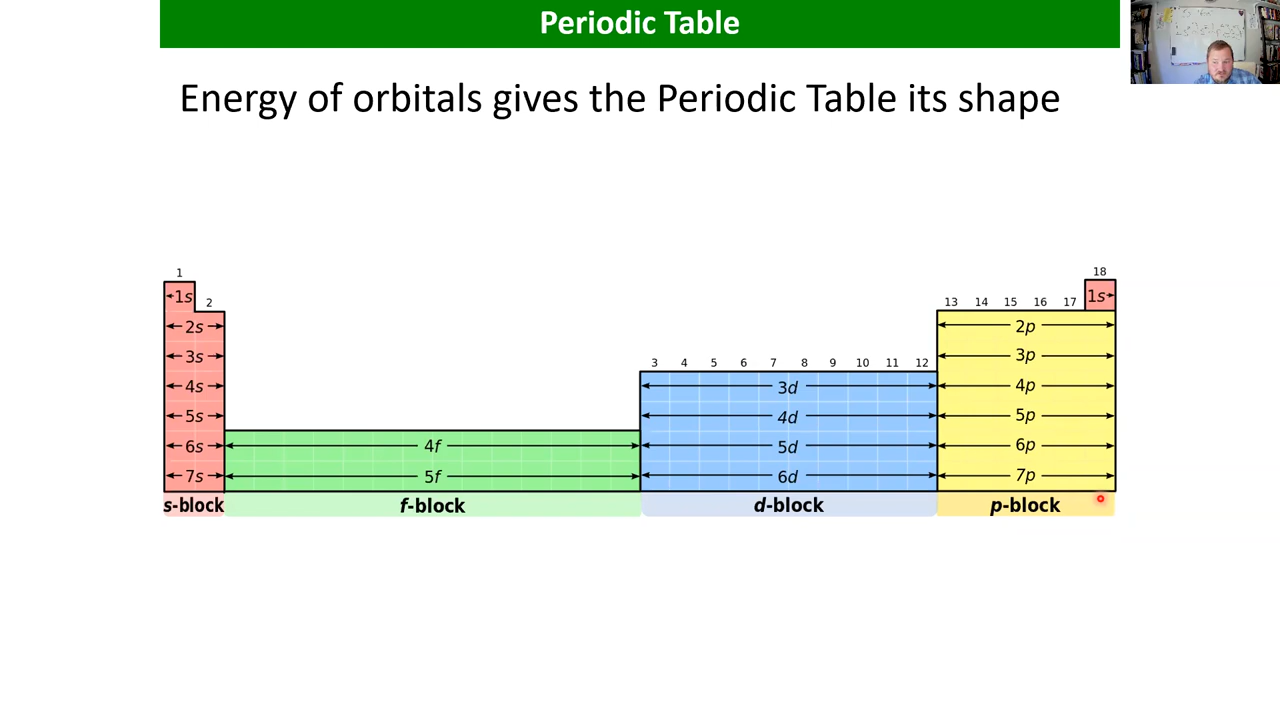 Periodic Table
Energy of orbitals gives the Periodic Table its shape
1 18
1s 2 13 14 15 16 17 1s
2s 2p
3s 3 4 5 6 7 8 9 10 11 12 3p
4s 3d 4p
5s 4d 5p
6s 4f 5d 6p
7s 5f 6d 7p
s-block f-block d-block p-block